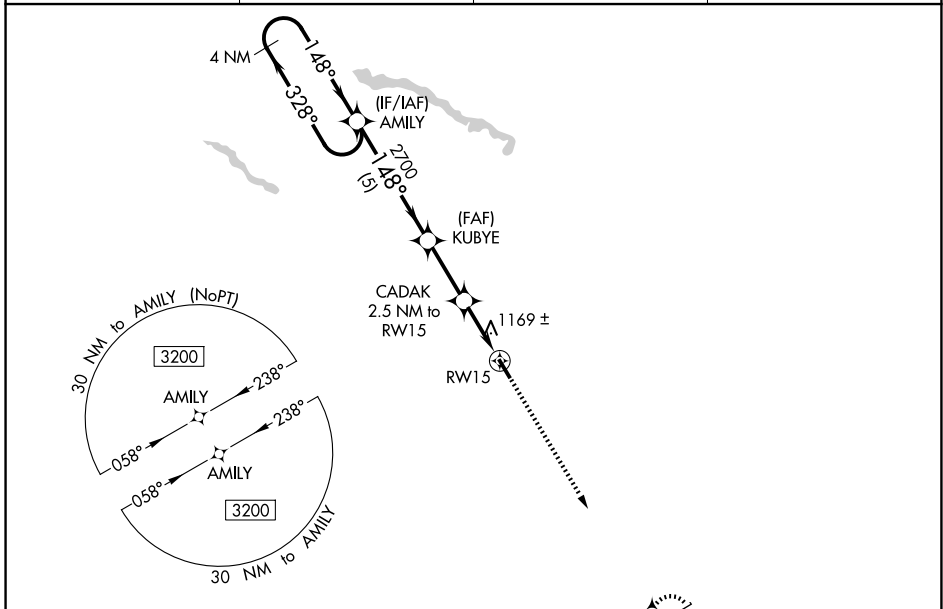 4 NM
148°
328°
(IF/IAF)
AMILY
2700
148°
(5)
(FAF)
KUBYE
CADAK
2.5 NM to
RW15
1169 ±
RW15
30 NM to AMILY (NoPT)
3200
AMILY
238°
058°
238°
058°
AMILY
3200
30 NM to AMILY